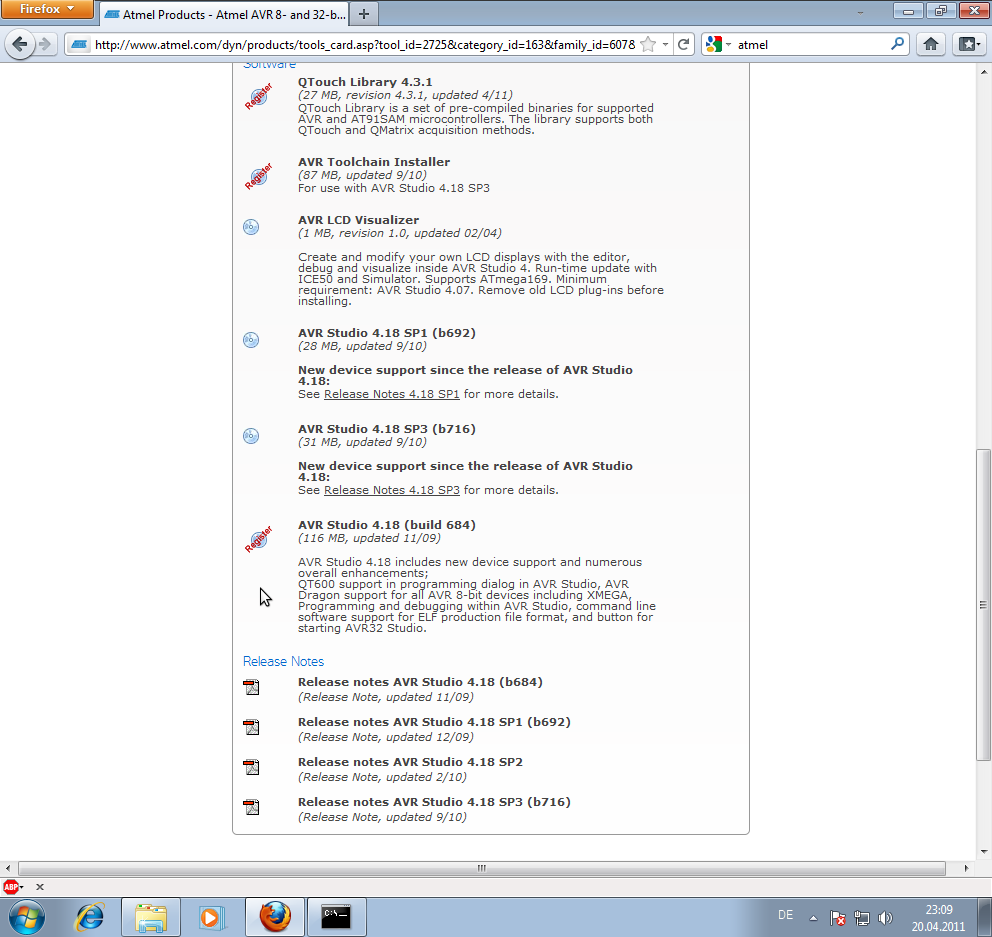 Firefox
Atmel Products - Atmel AVR 8- and 32-b...
http://www.atmel.com/dyn/products/tools_card.asp?tool_id=2725&category_id=163&family_id=6078
atmel
Software
Register
QTouch Library 4.3.1
(27 MB, revision 4.3.1, updated 4/11)
QTouch Library is a set of pre-compiled binaries for supported
AVR and AT91SAM microcontrollers. The library supports both
QTouch and QMatrix acquisition methods.
Register
AVR Toolchain Installer
(87 MB, updated 9/10)
For use with AVR Studio 4.18 SP3
AVR LCD Visualizer
(1 MB, revision 1.0, updated 02/04)
Create and modify your own LCD displays with the editor,
debug and visualize inside AVR Studio 4. Run-time update with
ICE50 and Simulator. Supports ATmega169. Minimum
requirement: AVR Studio 4.07. Remove old LCD plug-ins before
installing.
AVR Studio 4.18 SP1 (b692)
(28 MB, updated 9/10)
New device support since the release of AVR Studio
4.18:
See Release Notes 4.18 SP1 for more details.
AVR Studio 4.18 SP3 (b716)
(31 MB, updated 9/10)
New device support since the release of AVR Studio
4.18:
See Release Notes 4.18 SP3 for more details.
Register
AVR Studio 4.18 (build 684)
(116 MB, updated 11/09)
AVR Studio 4.18 includes new device support and numerous
overall enhancements;
QT600 support in programming dialog in AVR Studio, AVR
Dragon support for all AVR 8-bit devices including XMEGA,
Programming and debugging within AVR Studio, command line
software support for ELF production file format, and button for
starting AVR32 Studio.
Release Notes
Release notes AVR Studio 4.18 (b684)
(Release Note, updated 11/09)
Release notes AVR Studio 4.18 SP1 (b692)
(Release Note, updated 12/09)
Release notes AVR Studio 4.18 SP2
(Release Note, updated 2/10)
Release notes AVR Studio 4.18 SP3 (b716)
(Release Note, updated 9/10)
ABP
C:\
DE
23:09
20.04.2011